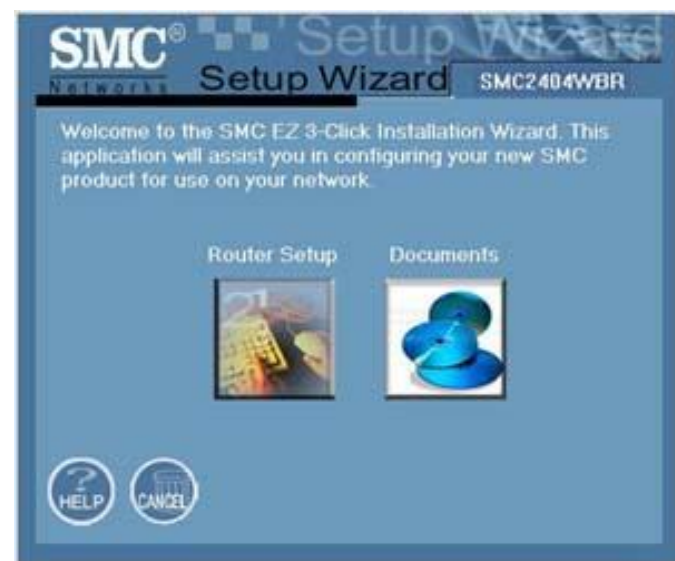 SMC® Setup Wizard
Networks Setup Wizard SMC2404WBR
Welcome to the SMC EZ 3-Click Installation Wizard. This
application will assist you in configuring your new SMC
product for use on your network.
Router Setup Documents
HELP CANCEL